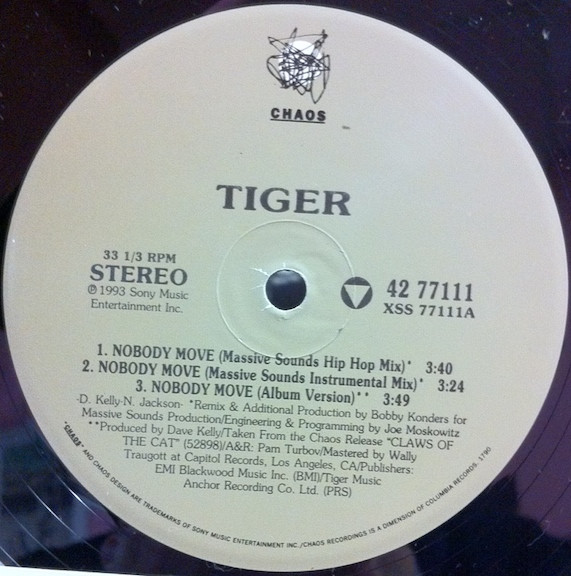 CHAOS
TIGER
33 1/3 RPM
STEREO
℗ 1993 Sony Music
Entertainment Inc.
42 77111
XSS 77111A
1. NOBODY MOVE (Massive Sounds Hip Hop Mix)* 3:40
2. NOBODY MOVE (Massive Sounds Instrumental Mix)* 3:24
3. NOBODY MOVE (Album Version)** 3:49
-D. Kelly-N. Jackson- *Remix & Additional Production by Bobby Konders for
Massive Sounds Production/Engineering & Programming by Joe Moskowitz
**Produced by Dave Kelly/Taken From the Chaos Release "CLAWS OF
THE CAT" (52898)/A&R: Pam Turbov/Mastered by Wally
Traugott at Capitol Records, Los Angeles, CA/Publishers:
EMI Blackwood Music Inc. (BMI)/Tiger Music
Anchor Recording Co. Ltd. (PRS)
"CHAOS" AND CHAOS DESIGN ARE TRADEMARKS OF SONY MUSIC ENTERTAINMENT INC./CHAOS RECORDINGS IS A DIMENSION OF COLUMBIA RECORDS. 1790